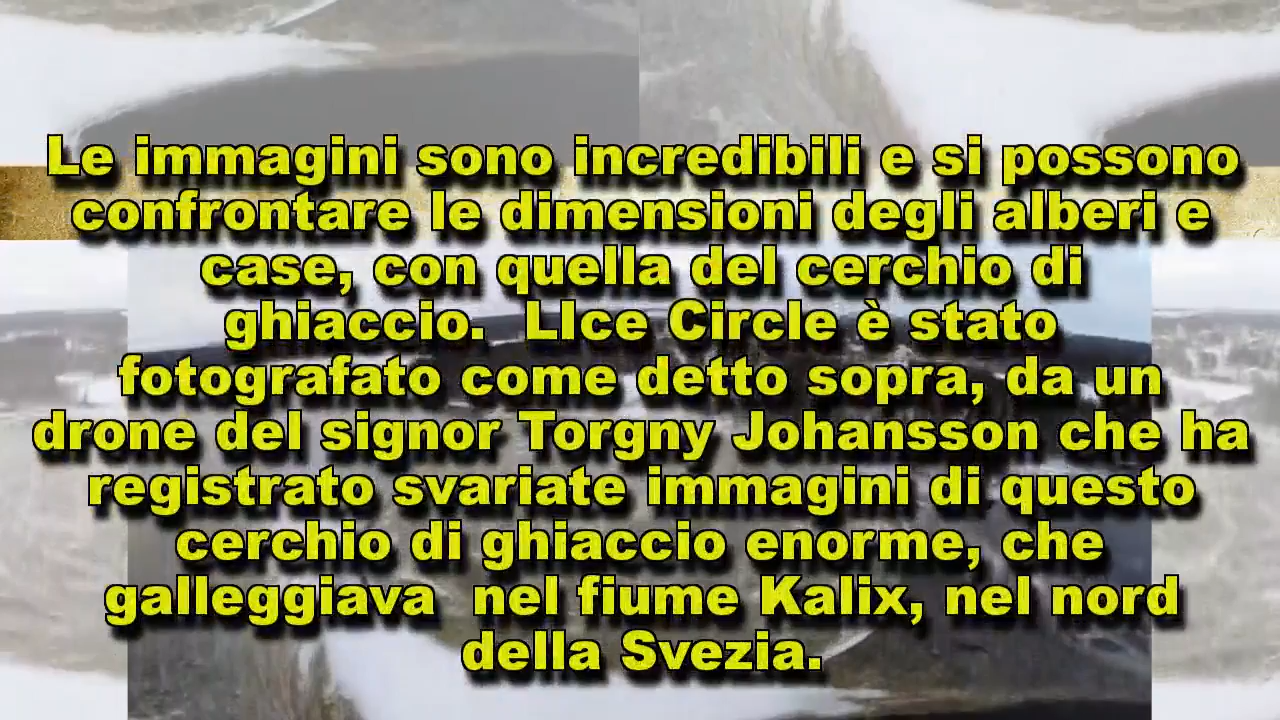 Le immagini sono incredibili e si possono
confrontare le dimensioni degli alberi e
case, con quella del cerchio di
ghiaccio.  LIce Circle è stato
fotografato come detto sopra, da un
drone del signor Torgny Johansson che ha
registrato svariate immagini di questo
cerchio di ghiaccio enorme, che
galleggiava  nel fiume Kalix, nel nord
della Svezia.